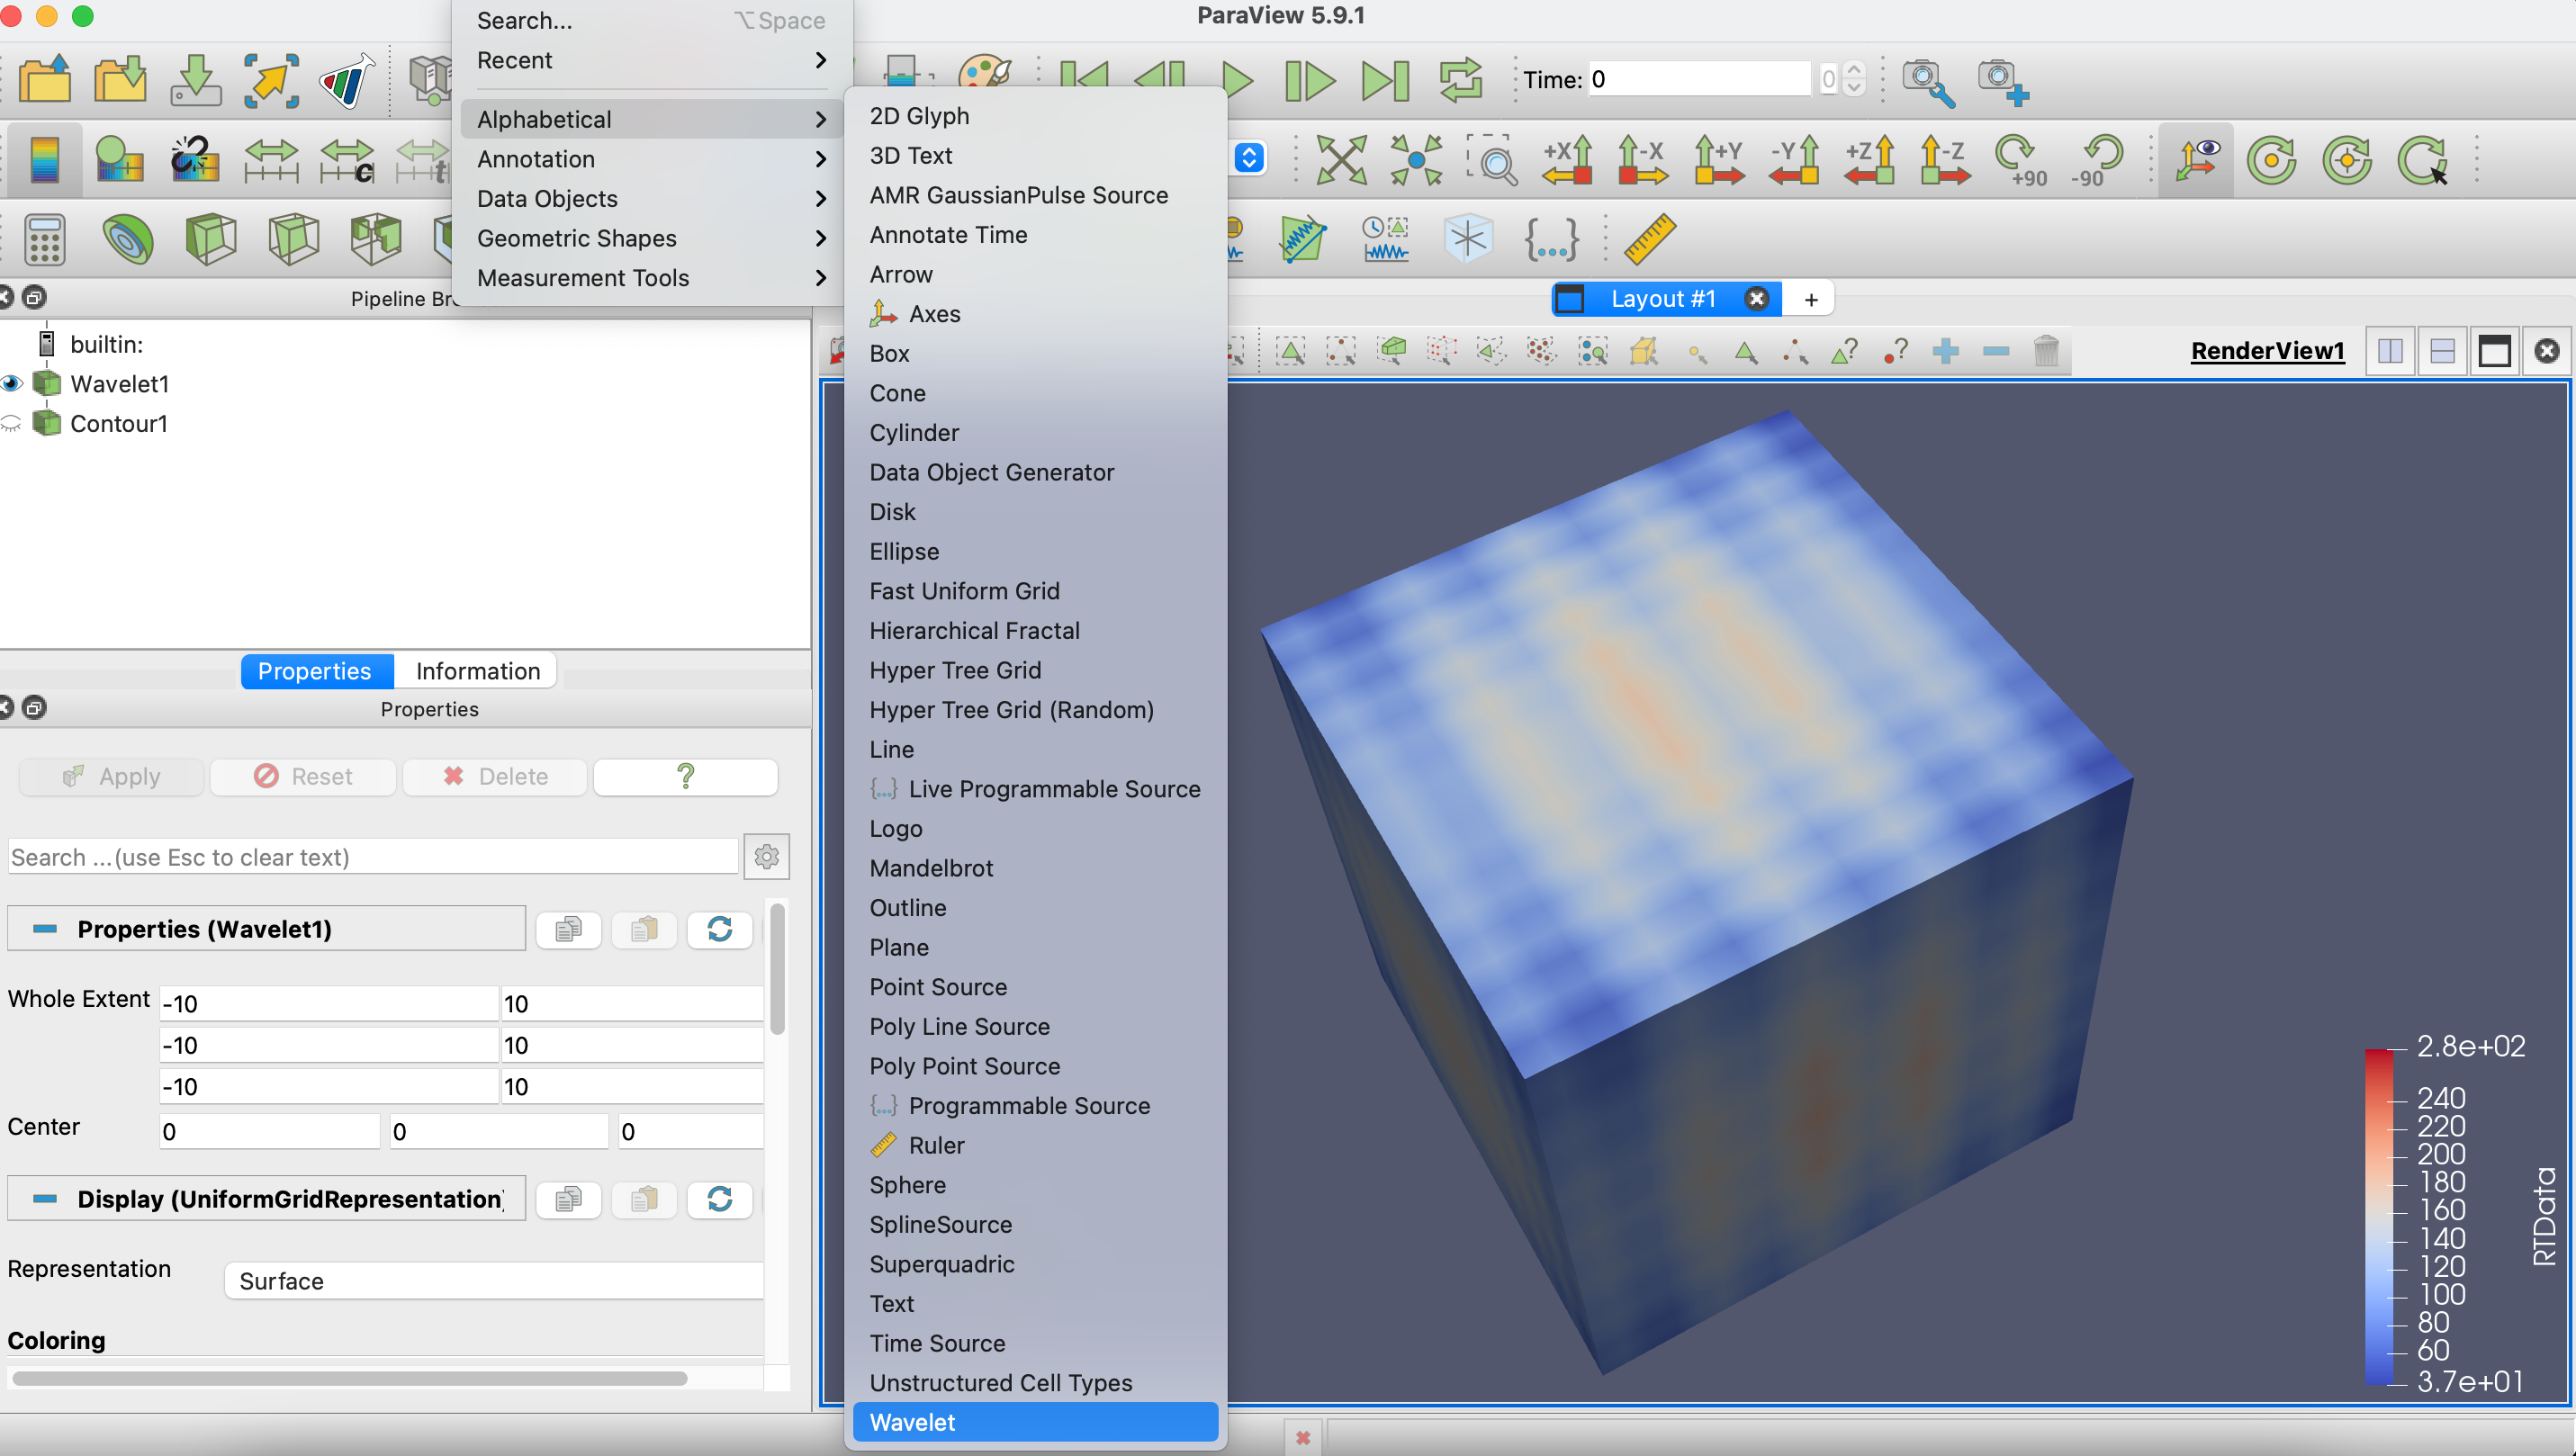 ParaView 5.9.1
Search... ⌥Space
Recent
Alphabetical
Annotation
Data Objects
Geometric Shapes
Measurement Tools
2D Glyph
3D Text
AMR GaussianPulse Source
Annotate Time
Arrow
Axes
Box
Cone
Cylinder
Data Object Generator
Disk
Ellipse
Fast Uniform Grid
Hierarchical Fractal
Hyper Tree Grid
Hyper Tree Grid (Random)
Line
{...} Live Programmable Source
Logo
Mandelbrot
Outline
Plane
Point Source
Poly Line Source
Poly Point Source
{...} Programmable Source
Ruler
Sphere
SplineSource
Superquadric
Text
Time Source
Unstructured Cell Types
Wavelet
Time: 0 0
c t +X -X +Y -Y +Z -Z +90 -90
{...}
Pipeline
Layout #1 +
builtin:
Wavelet1
Contour1
RenderView1
Properties Information
Properties
Apply Reset Delete ?
Search ...(use Esc to clear text)
Properties (Wavelet1)
Whole Extent -10 10
-10 10
-10 10
Center 0 0 0
Display (UniformGridRepresentation)
Representation Surface
Coloring
2.8e+02
240
220
200
180
160
140
120
100
80
60
3.7e+01
RTData